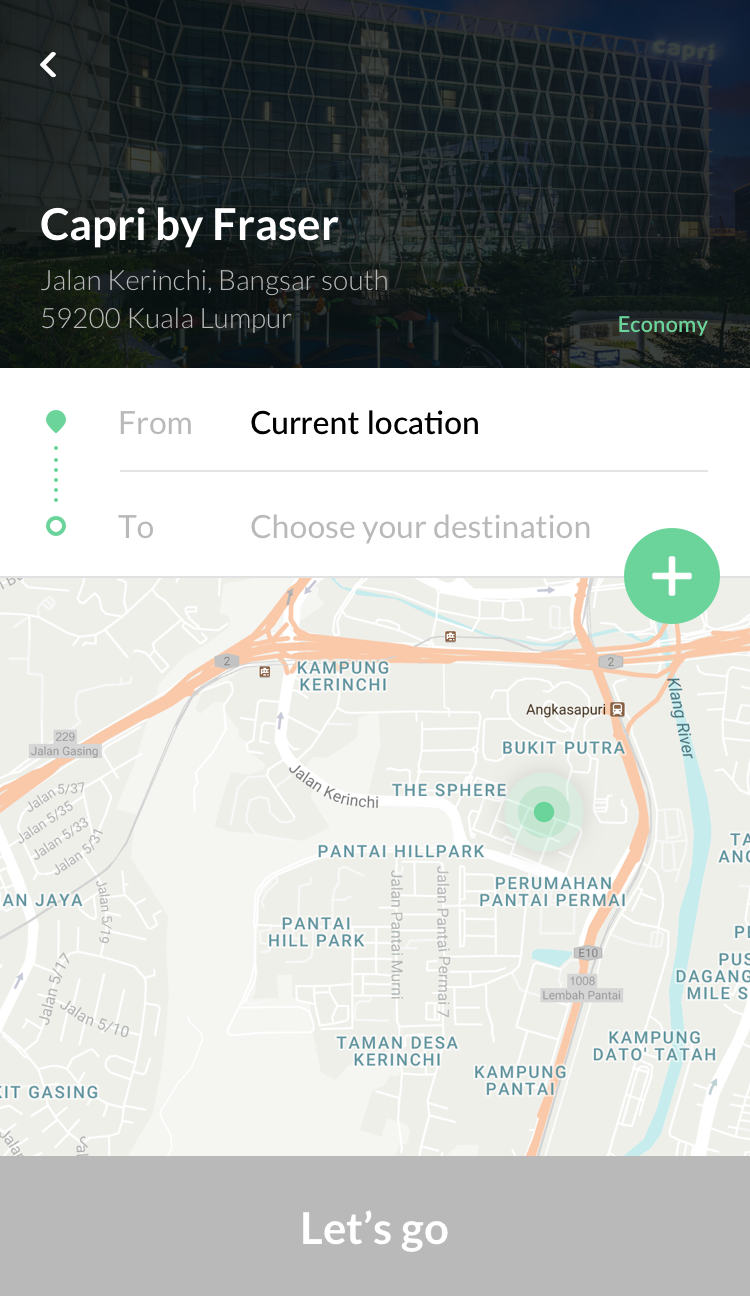 capri
Capri by Fraser
Jalan Kerinchi, Bangsar south
59200 Kuala Lumpur
Economy
From Current location
To Choose your destination
2
KAMPUNG
KERINCHI
2
Klang River
Angkasapuri
229
Jalan Gasing
BUKIT PUTRA
Jalan Kerinchi
THE SPHERE
Jalan 5/37
Jalan 5/35
Jalan 5/33
Jalan 5/31
PANTAI HILLPARK
AN JAYA
Jalan 5/19
Jalan Pantai Murni
Jalan Pantai Permai 7
PERUMAHAN
PANTAI PERMAI
PANTAI
HILL PARK
E10
1008
Lembah Pantai
PUS
DAGANG
MILE S
Jalan 5/17
Jalan 5/10
TAMAN DESA
KERINCHI
KAMPUNG
DATO' TATAH
KAMPUNG
PANTAI
KIT GASING
Let's go